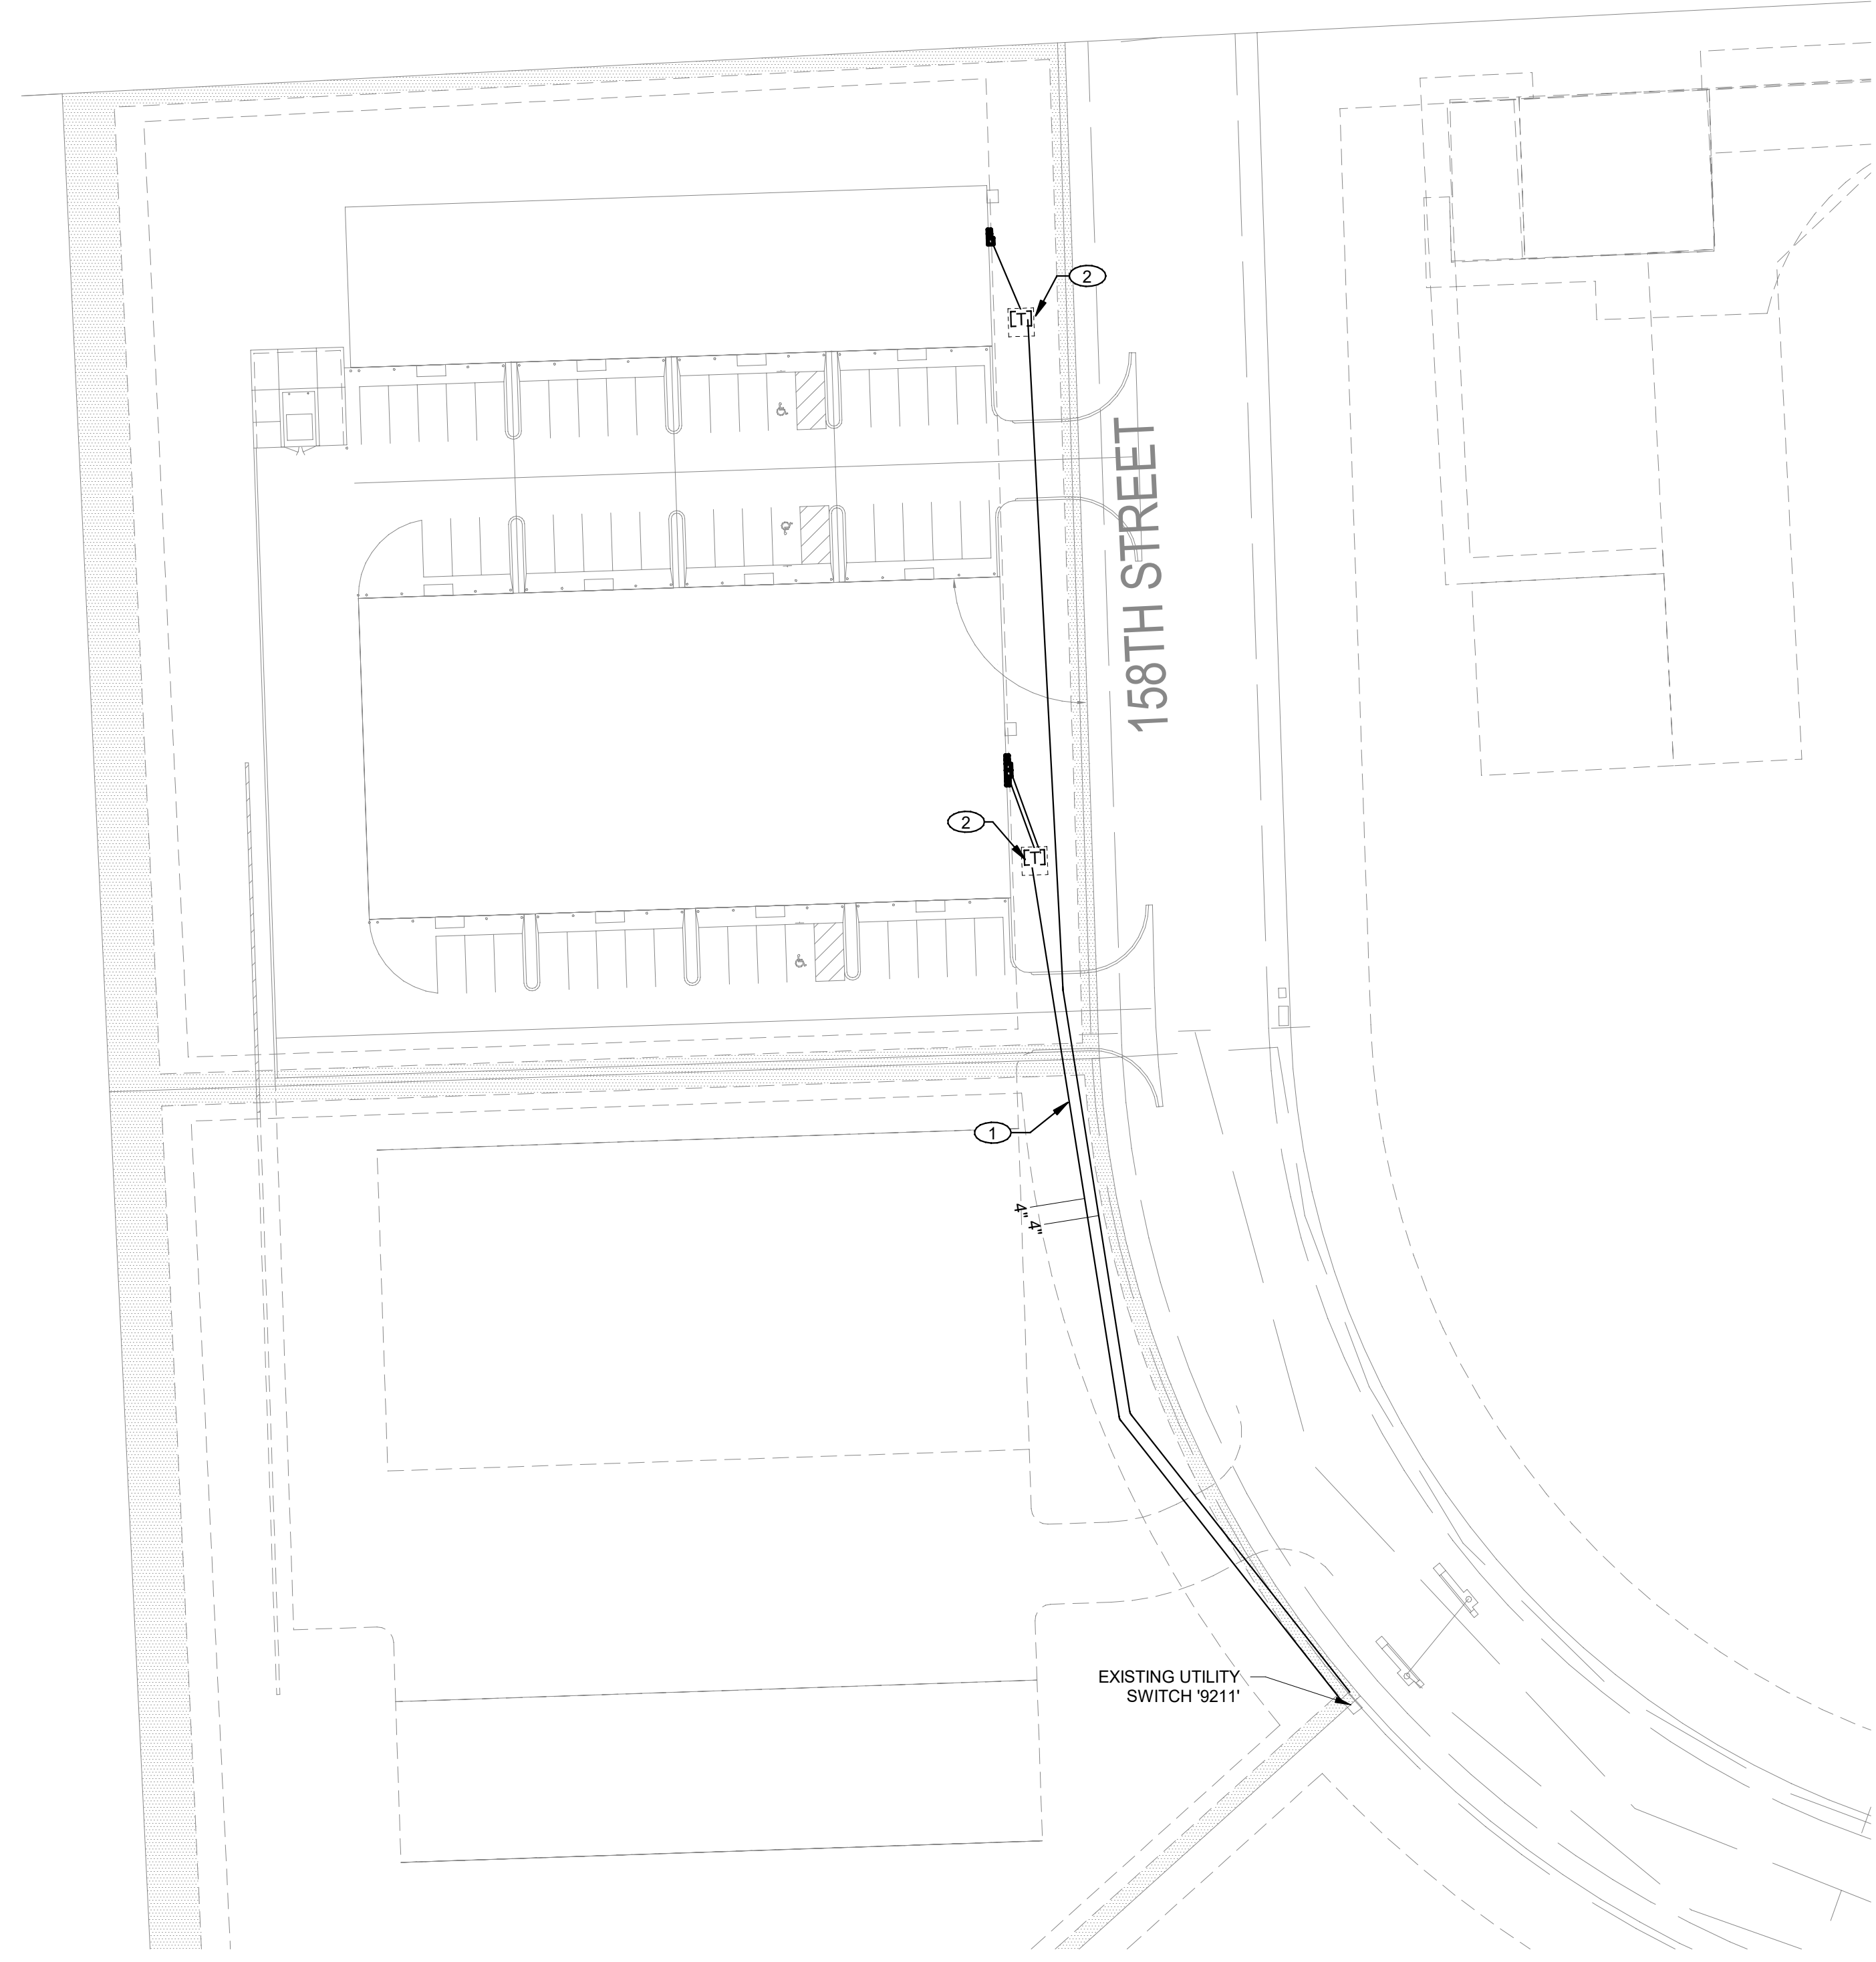 2
[T]
158TH STREET
2
[T]
1
4"
4"
EXISTING UTILITY
SWITCH '9211'